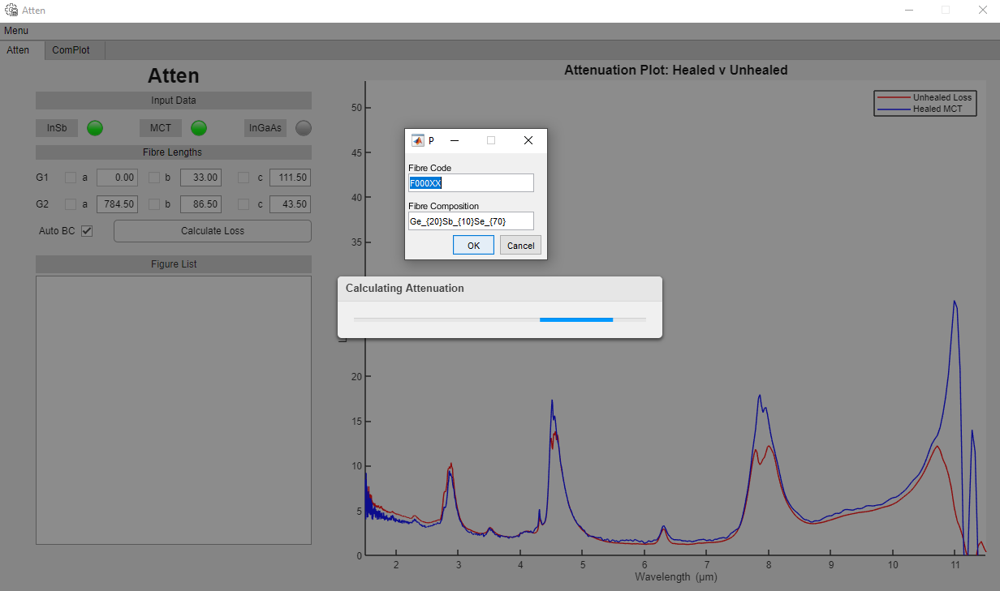 Atten
Menu
Atten ComPlot
Atten
Input Data
InSb MCT InGaAs
Fibre Lengths
G1 a 0.00 b 33.00 c 111.50
G2 a 784.50 b 86.50 c 43.50
Auto BC Calculate Loss
Figure List
Attenuation Plot: Healed v Unhealed
Unhealed Loss
Healed MCT
P
Fibre Code
F000XX
Fibre Composition
Ge_{20}Sb_{10}Se_{70}
OK Cancel
Calculating Attenuation
50
45
40
35
20
15
10
5
0
2 3 4 5 6 7 8 9 10 11
Wavelength (µm)